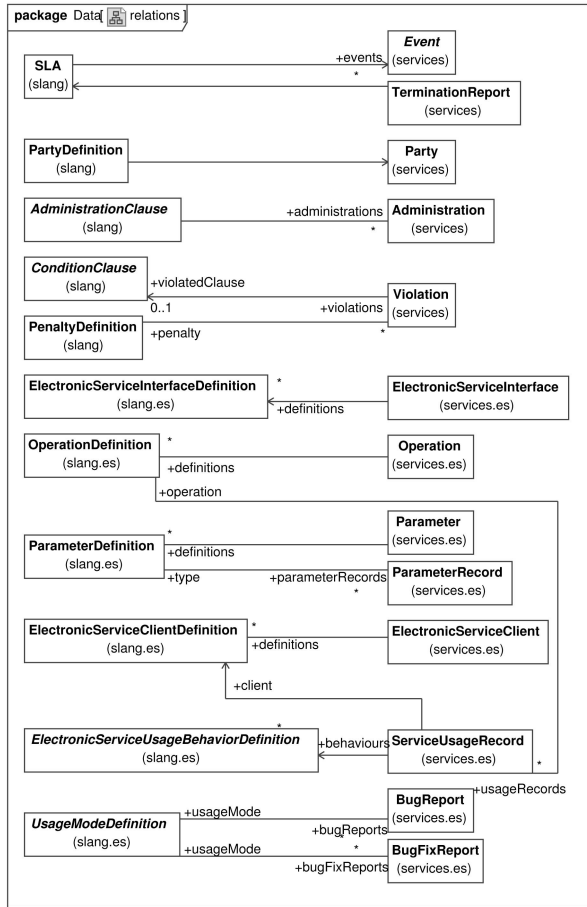 package Data[ relations ]
SLA
(slang)
+events
*
Event
(services)
TerminationReport
(services)
PartyDefinition
(slang)
Party
(services)
AdministrationClause
(slang)
+administrations
*
Administration
(services)
ConditionClause
(slang)
+violatedClause
0..1
+violations
*
Violation
(services)
PenaltyDefinition
(slang)
+penalty
ElectronicServiceInterfaceDefinition
(slang.es)
*
+definitions
ElectronicServiceInterface
(services.es)
OperationDefinition
(slang.es)
*
+definitions
+operation
Operation
(services.es)
ParameterDefinition
(slang.es)
*
+definitions
+type
Parameter
(services.es)
+parameterRecords
*
ParameterRecord
(services.es)
ElectronicServiceClientDefinition
(slang.es)
*
+definitions
ElectronicServiceClient
(services.es)
+client
ElectronicServiceUsageBehaviorDefinition
(slang.es)
*
+behaviours
ServiceUsageRecord
(services.es)
*
+usageRecords
UsageModeDefinition
(slang.es)
+usageMode
+bugReports
*
BugReport
(services.es)
+usageMode
*
+bugFixReports
BugFixReport
(services.es)